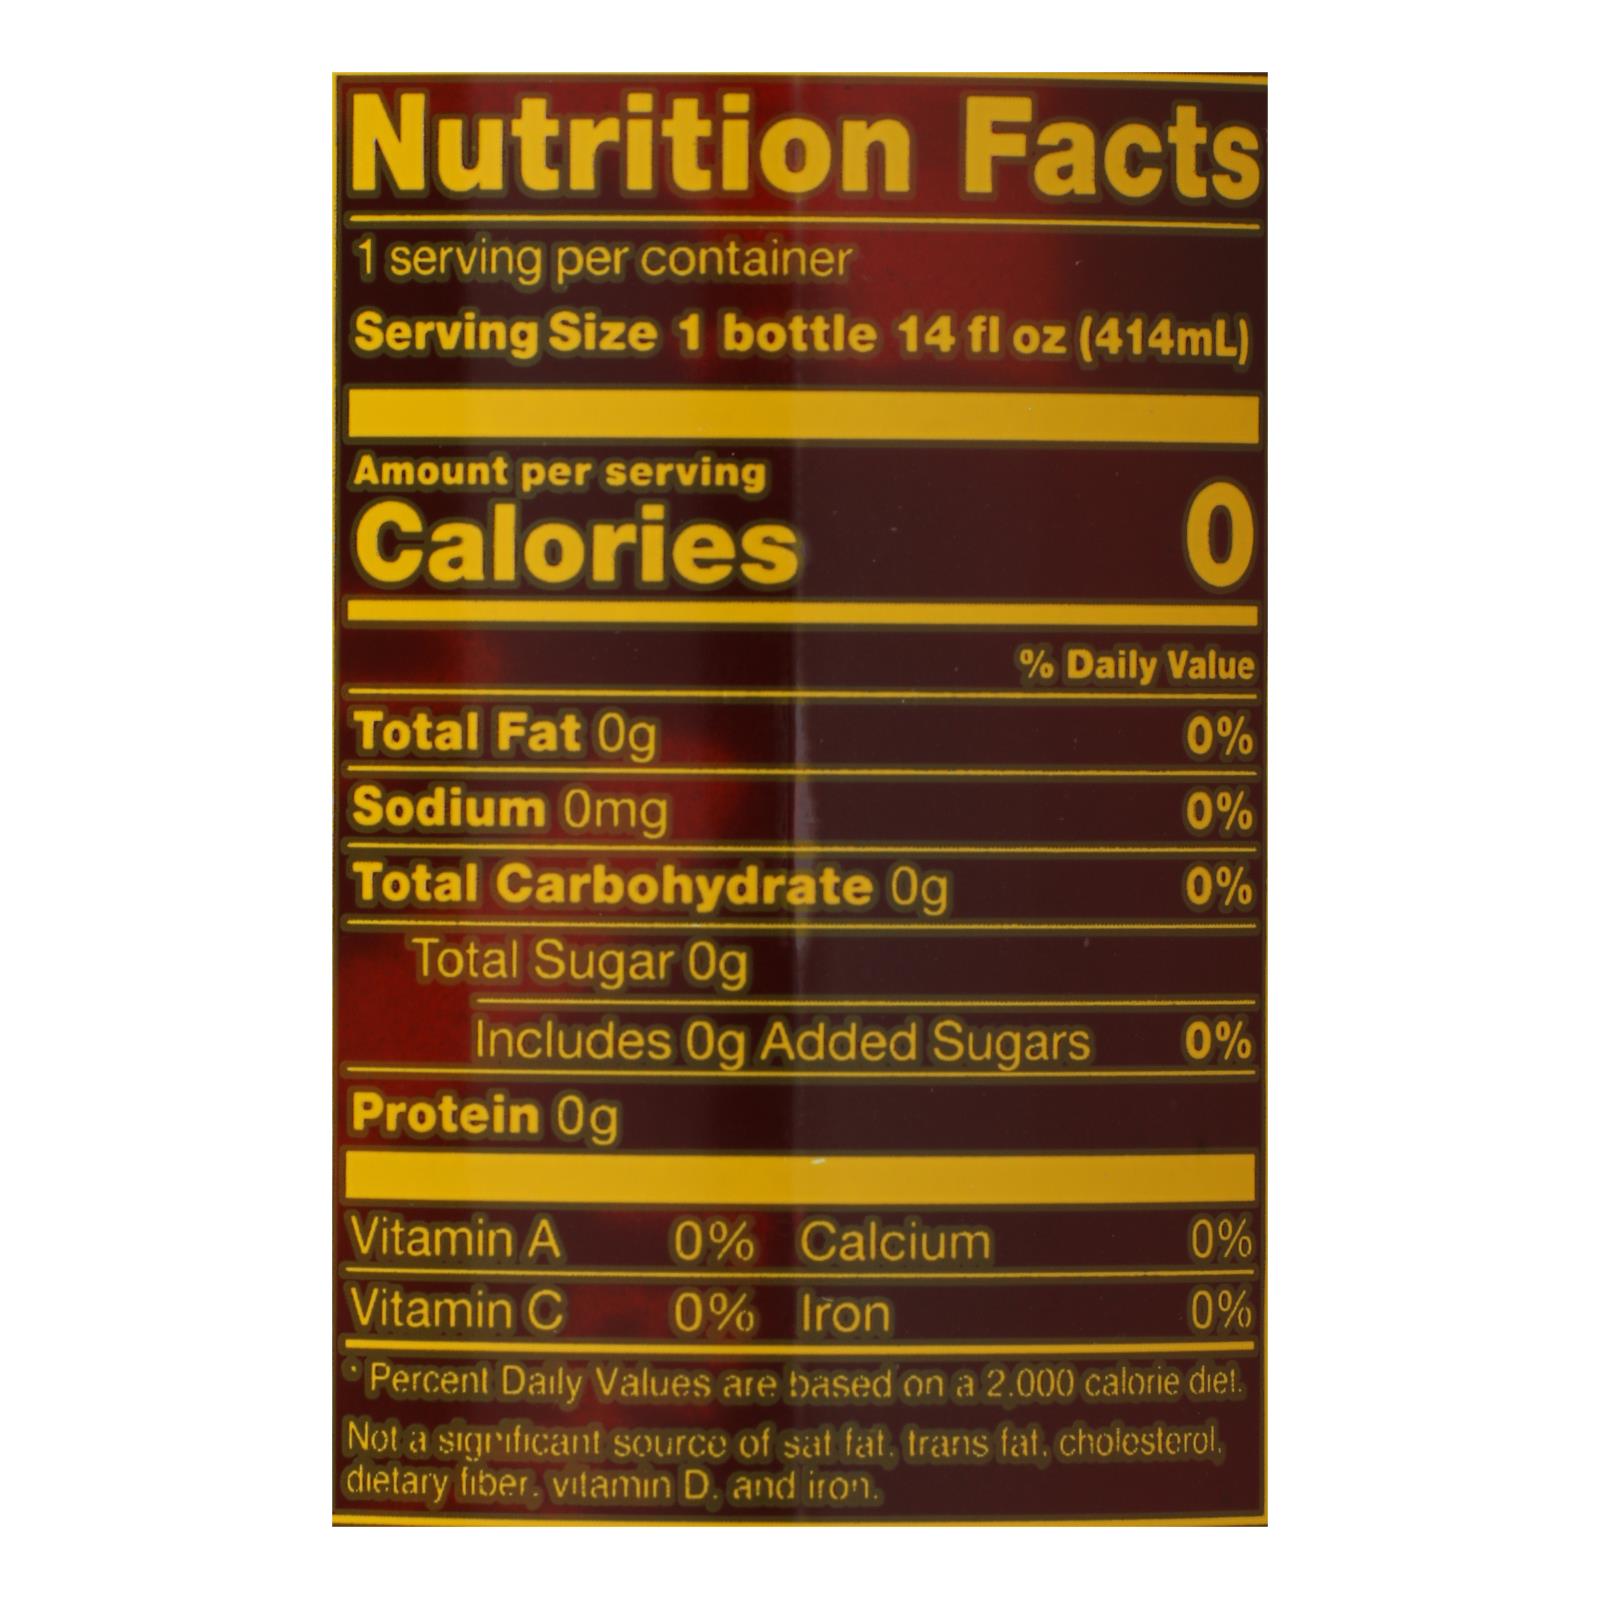 Nutrition Facts
1 serving per container
Serving Size 1 bottle 14 fl oz (414mL)
Amount per serving
Calories 0
% Daily Value
Total Fat 0g 0%
Sodium 0mg 0%
Total Carbohydrate 0g 0%
Total Sugar 0g
Includes 0g Added Sugars 0%
Protein 0g
Vitamin A 0% Calcium 0%
Vitamin C 0% Iron 0%
* Percent Daily Values are based on a 2.000 calorie diet.
Not a significant source of sat fat, trans fat, cholesterol,
dietary fiber, vitamin D, and iron.